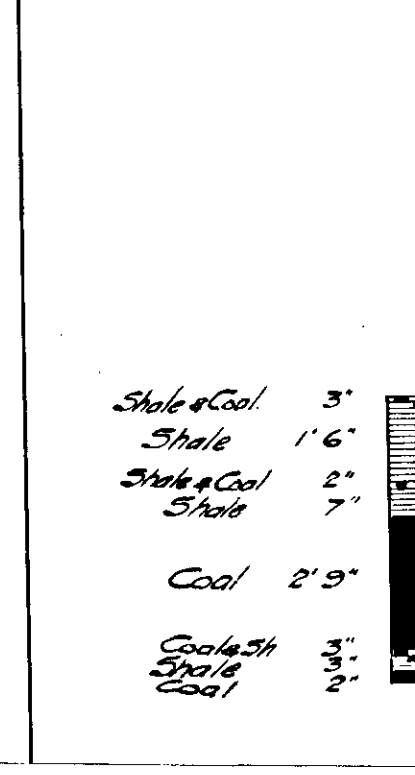 Shale & Coal. 3"
Shale 1' 6"
Shale & Coal 2"
Shale 7"
Coal 2' 9"
Coal & Sh 3"
Shale 3"
Coal 2"